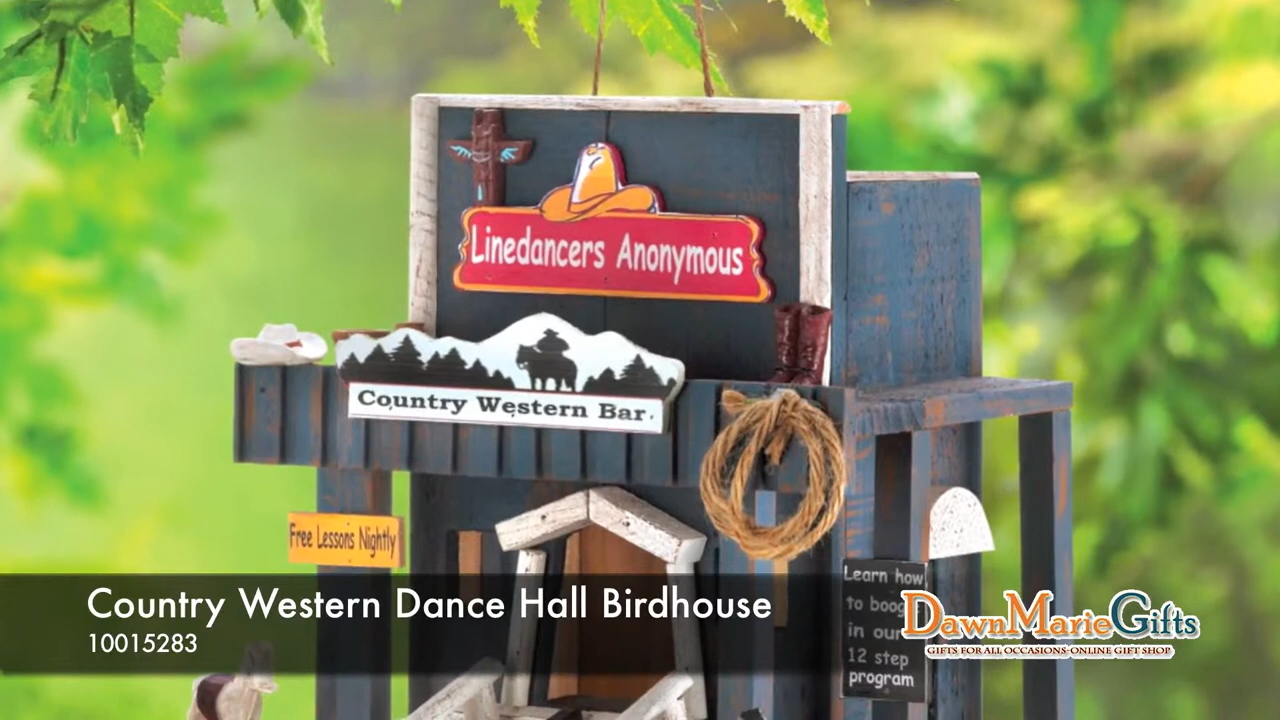 Linedancers Anonymous
Country Western Bar
Free Lessons Nightly
Learn how
to boog
in our
12 step
program
Country Western Dance Hall Birdhouse
10015283
DawnMarieGifts
GIFTS FOR ALL OCCASIONS-ONLINE GIFT SHOP